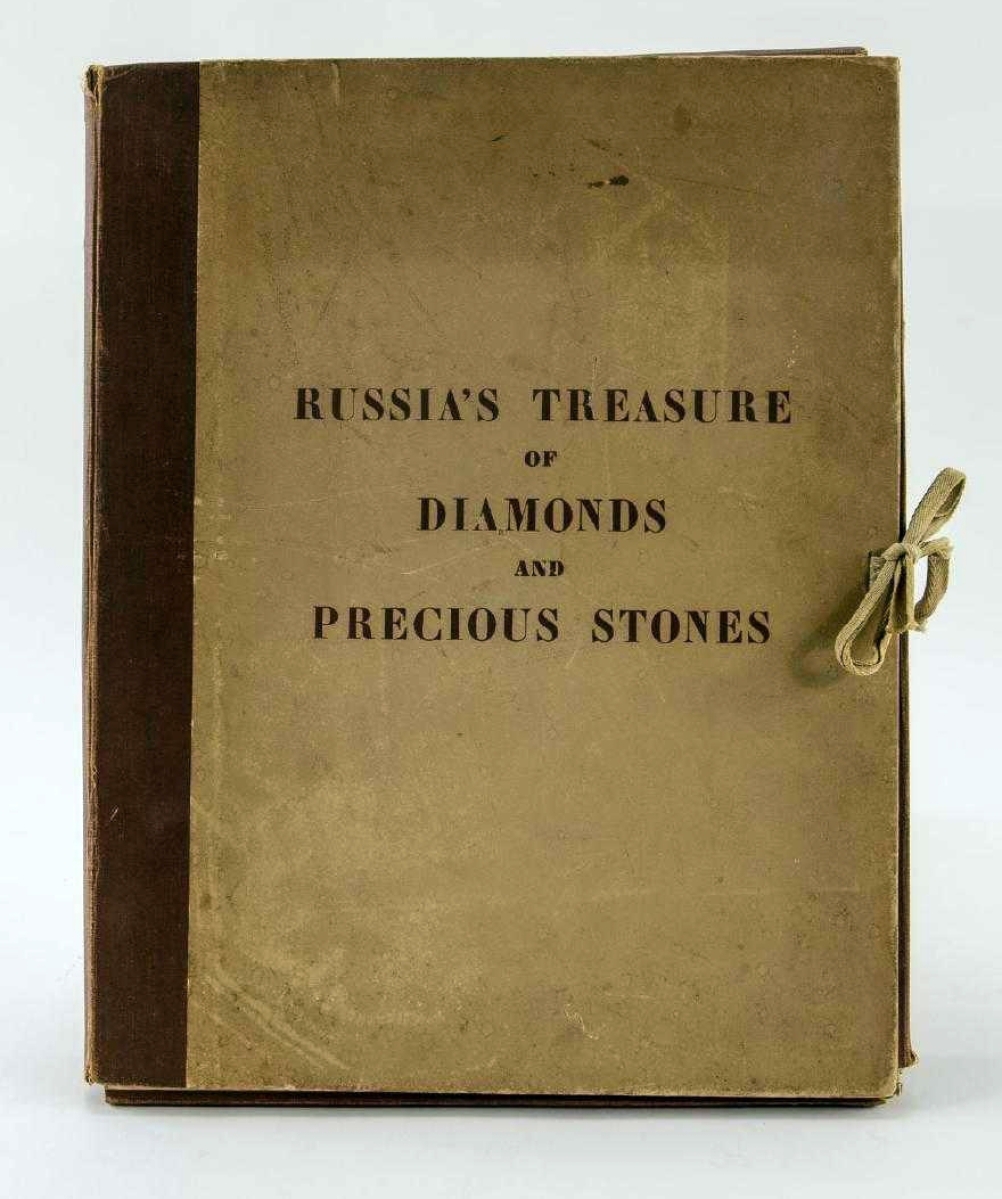 RUSSIA'S TREASURE
OF
DIAMONDS
AND
PRECIOUS STONES